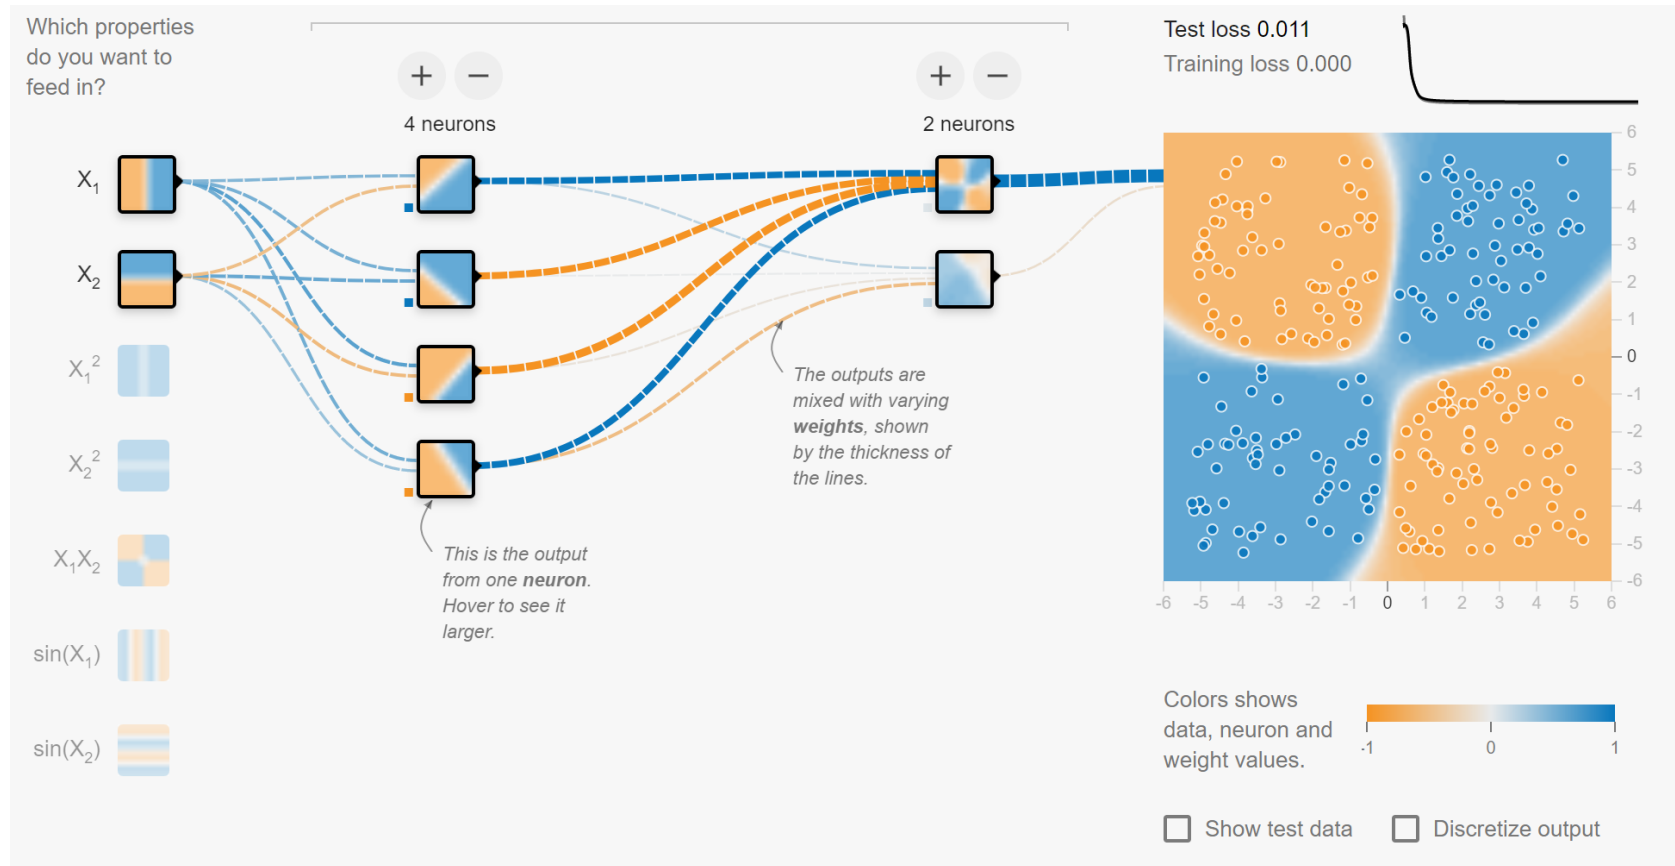 Which properties
do you want to
feed in?
+ − + −
4 neurons 2 neurons
Test loss 0.011
Training loss 0.000
X1
X2
X1²
X2²
X1X2
sin(X1)
sin(X2)
This is the output
from one neuron.
Hover to see it
larger.
The outputs are
mixed with varying
weights, shown
by the thickness of
the lines.
6
5
4
3
2
1
0
-1
-2
-3
-4
-5
-6
-6 -5 -4 -3 -2 -1 0 1 2 3 4 5 6
Colors shows
data, neuron and
weight values.
-1 0 1
Show test data Discretize output